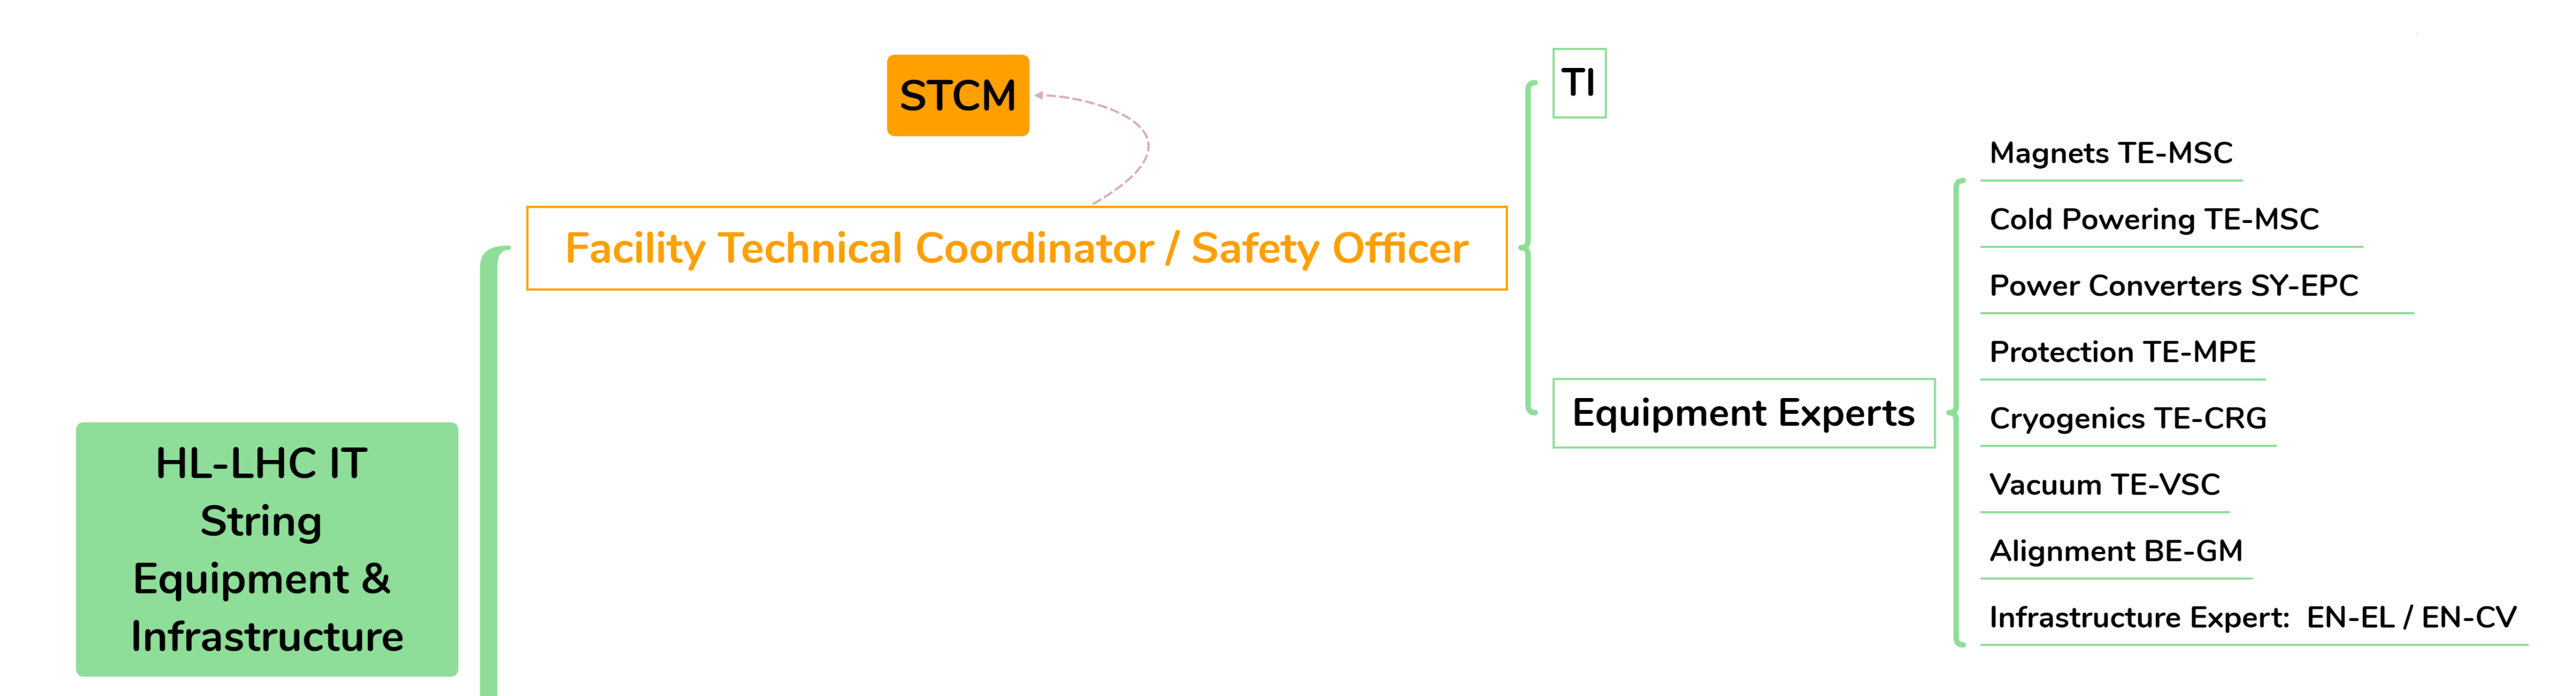 STCM
TI
Facility Technical Coordinator / Safety Officer
Magnets TE-MSC
Cold Powering TE-MSC
Power Converters SY-EPC
Protection TE-MPE
Equipment Experts
Cryogenics TE-CRG
Vacuum TE-VSC
Alignment BE-GM
Infrastructure Expert: EN-EL / EN-CV
HL-LHC IT
String
Equipment &
Infrastructure